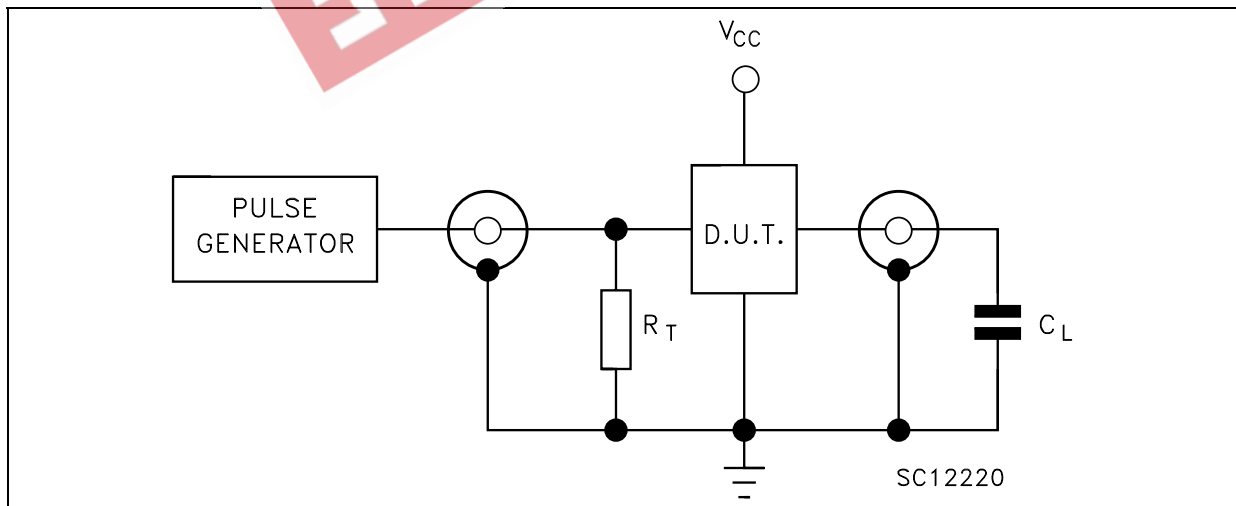 VCC
PULSE
GENERATOR
D.U.T.
RT
CL
SC12220